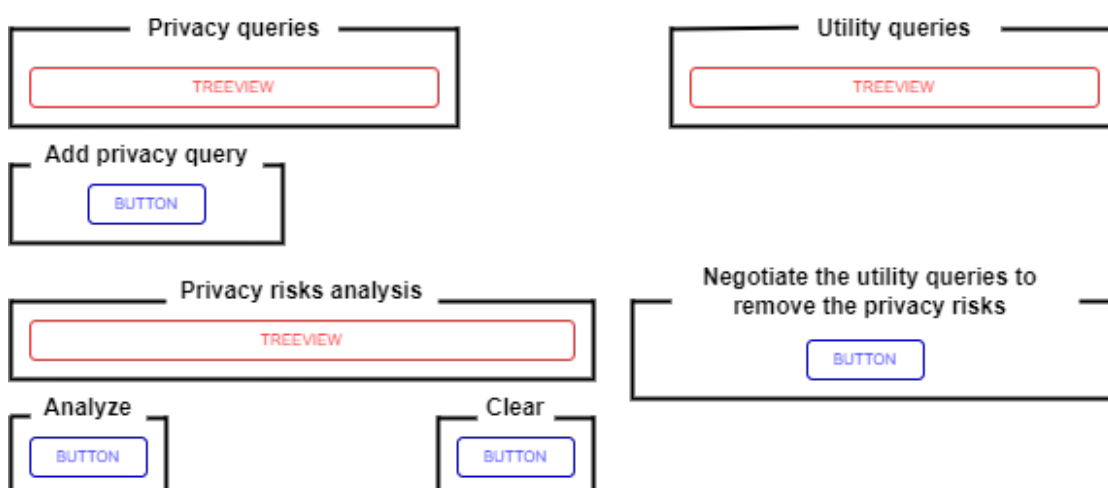 Privacy queries
TREEVIEW
Utility queries
TREEVIEW
Add privacy query
BUTTON
Privacy risks analysis
TREEVIEW
Negotiate the utility queries to
remove the privacy risks
BUTTON
Analyze
BUTTON
Clear
BUTTON